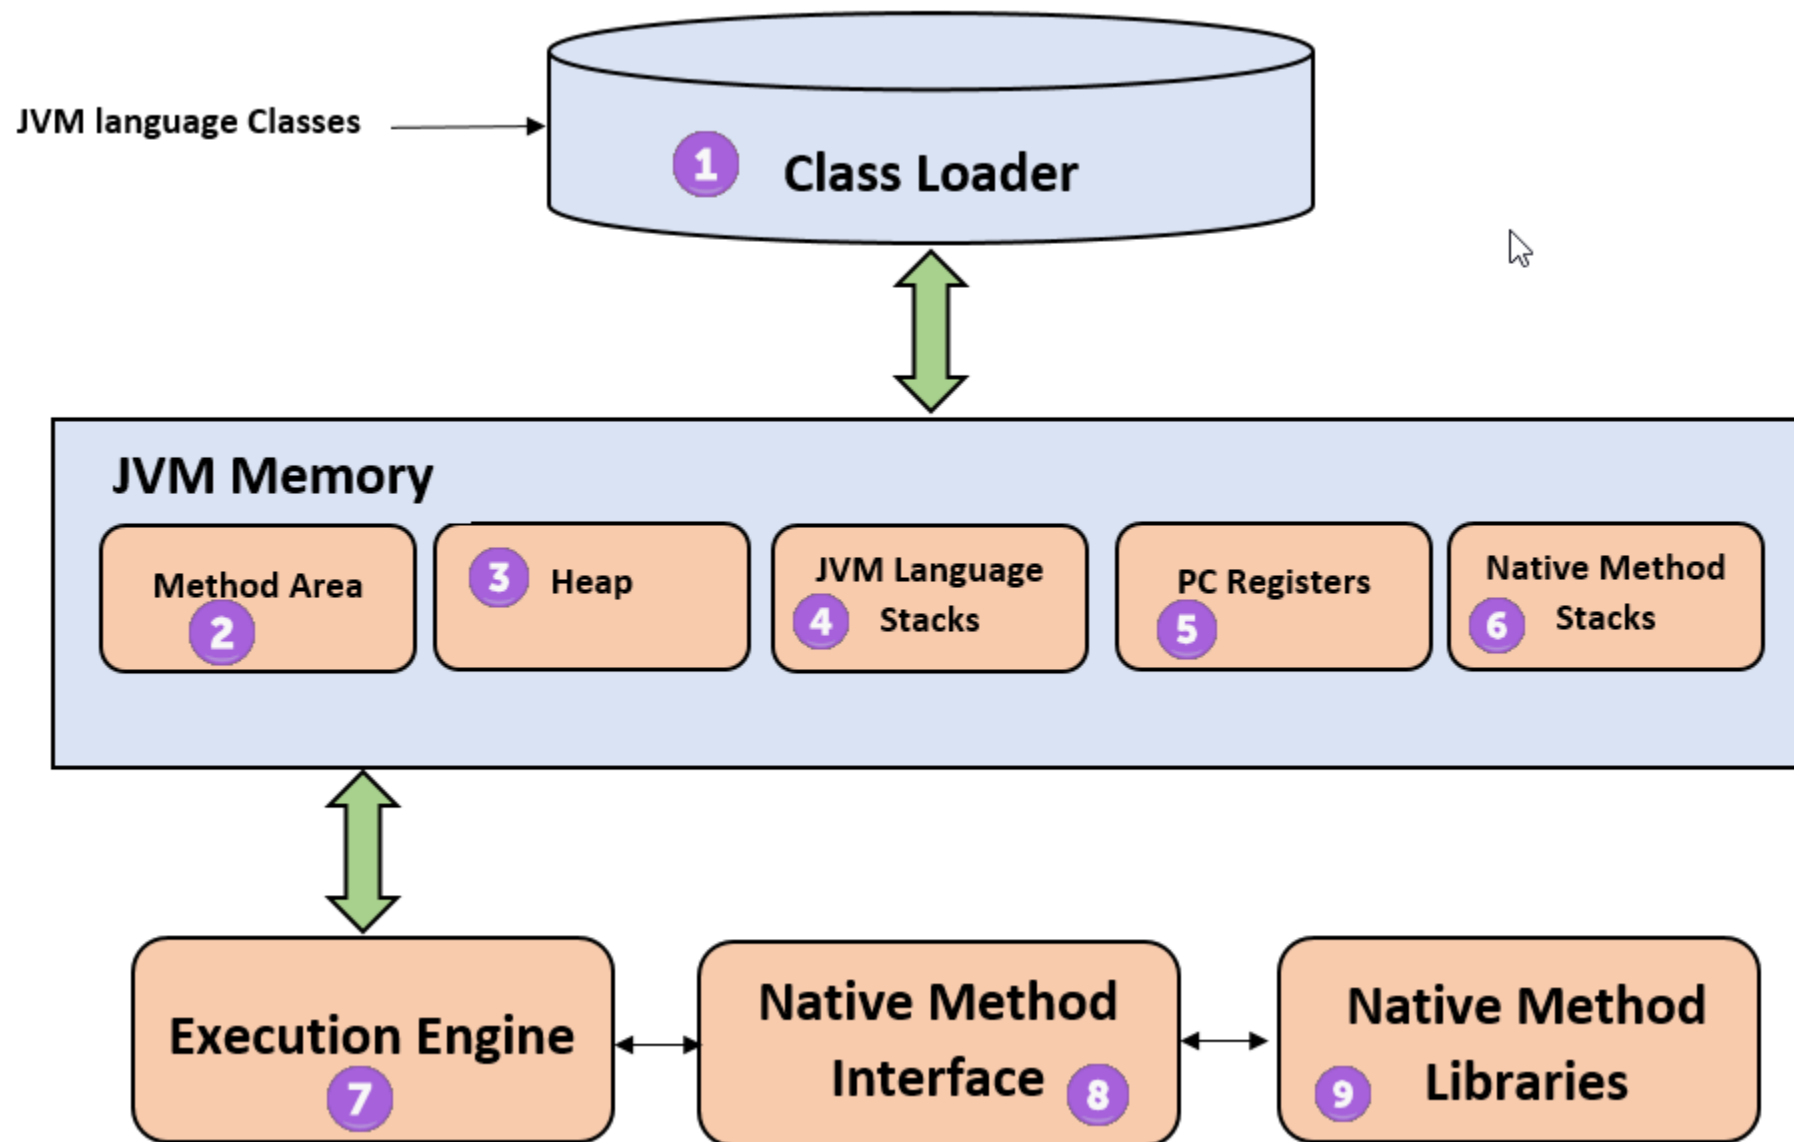 JVM language Classes
1 Class Loader
JVM Memory
Method Area
2
3 Heap
JVM Language
4 Stacks
PC Registers
5
Native Method
6 Stacks
Execution Engine
7
Native Method
Interface 8
Native Method
9 Libraries